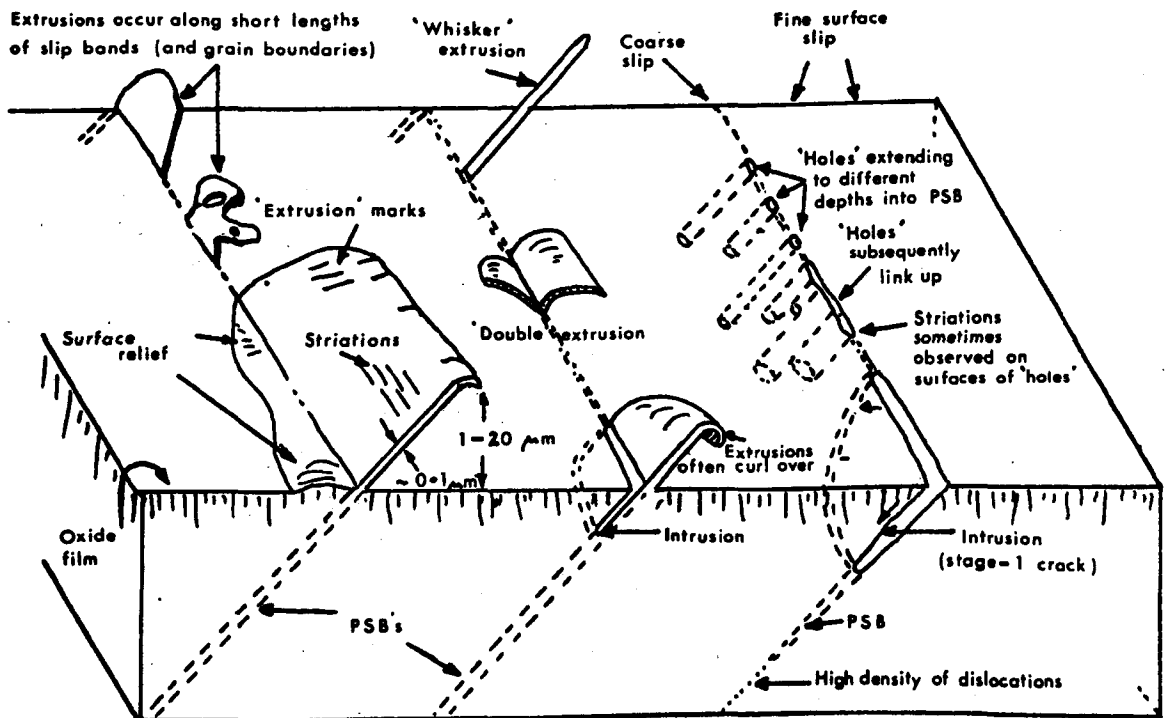 Extrusions occur along short lengths
of slip bands (and grain boundaries)
'Whisker'
extrusion
Coarse
slip
Fine surface
slip
'Holes' extending
to different
depths into PSB
'Holes'
subsequently
link up
'Extrusion' marks
Surface
relief
Striations
'Double' extrusion
Striations
sometimes
observed on
surfaces of 'holes'
1-20 μm
~ 0·1μm
Extrusions
often curl over
Oxide
film
Intrusion
Intrusion
(stage-1 crack)
PSB's
PSB
High density of dislocations